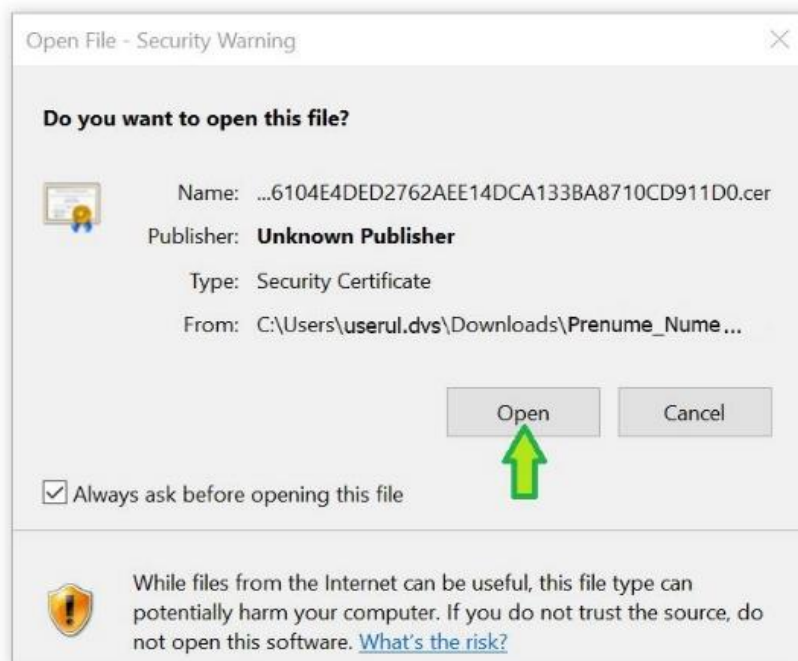 Open File - Security Warning
Do you want to open this file?
Name: ...6104E4DED2762AEE14DCA133BA8710CD911D0.cer
Publisher: Unknown Publisher
Type: Security Certificate
From: C:\Users\userul.dvs\Downloads\Prenume_Nume...
Open Cancel
Always ask before opening this file
While files from the Internet can be useful, this file type can
potentially harm your computer. If you do not trust the source, do
not open this software. What's the risk?